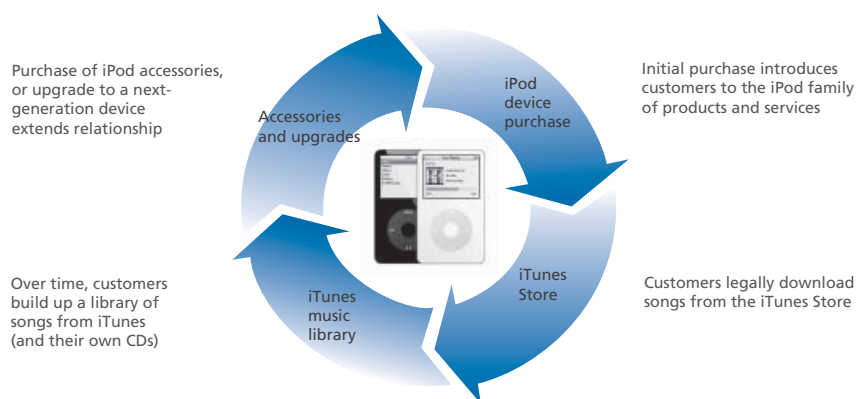 Purchase of iPod accessories,
or upgrade to a next-
generation device
extends relationship
Accessories
and upgrades
iPod
device
purchase
Initial purchase introduces
customers to the iPod family
of products and services
Over time, customers
build up a library of
songs from iTunes
(and their own CDs)
iTunes
music
library
iTunes
Store
Customers legally download
songs from the iTunes Store